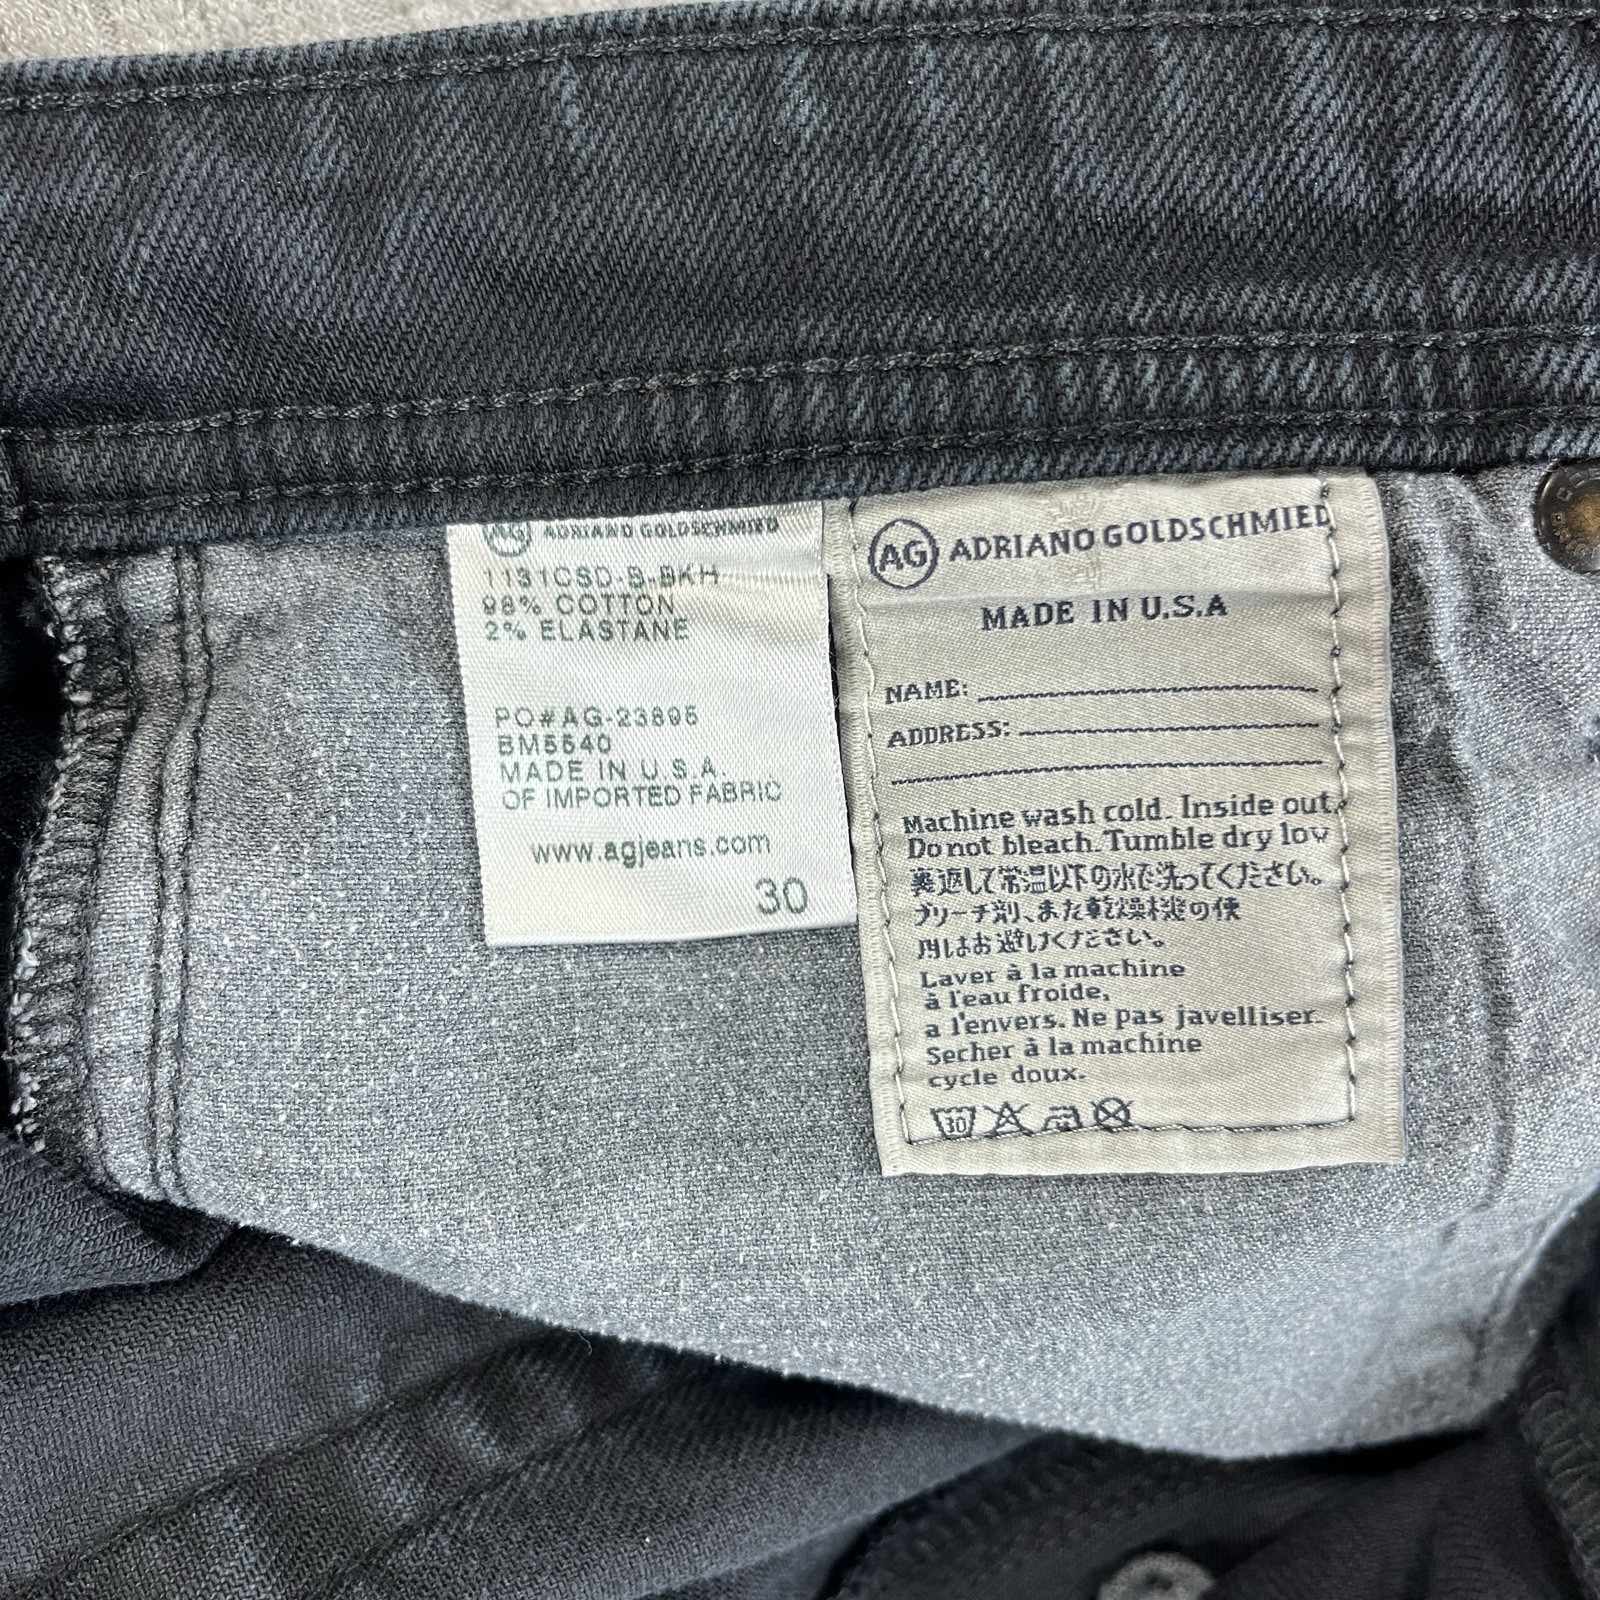 AG ADRIANO GOLDSCHMIED
1131CSD-B-BKH
98% COTTON
2% ELASTANE
PO#AG-23895
BM5540
MADE IN U.S.A.
OF IMPORTED FABRIC
www.agjeans.com
30
AG ADRIANO GOLDSCHMIED
MADE IN U.S.A
NAME:
ADDRESS:
Machine wash cold. Inside out.
Do not bleach. Tumble dry low
裏返して常温以下の水で洗ってください。
ブリーチ剤、また乾燥機の使
用はお避けください。
Laver à la machine
à l'eau froide,
a l'envers. Ne pas javelliser.
Secher à la machine
cycle doux.
30